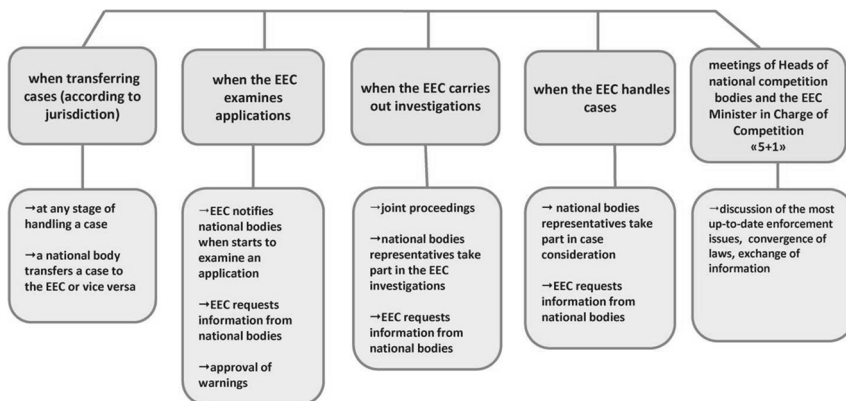 when transferring
cases (according to
jurisdiction)
when the EEC
examines
applications
when the EEC carries
out investigations
when the EEC handles
cases
meetings of Heads of
national competition
bodies and the EEC
Minister in Charge of
Competition
«5+1»
→at any stage of
handling a case
→a national body
transfers a case to
the EEC or vice versa
→EEC notifies
national bodies
when starts to
examine an
application
→EEC requests
information from
national bodies
→approval of
warnings
→joint proceedings
→national bodies
representatives take
part in the EEC
investigations
→EEC requests
information from
national bodies
→ national bodies
representatives take
part in case
consideration
→EEC requests
information from
national bodies
→discussion of the most
up-to-date enforcement
issues, convergence of
laws, exchange of
information